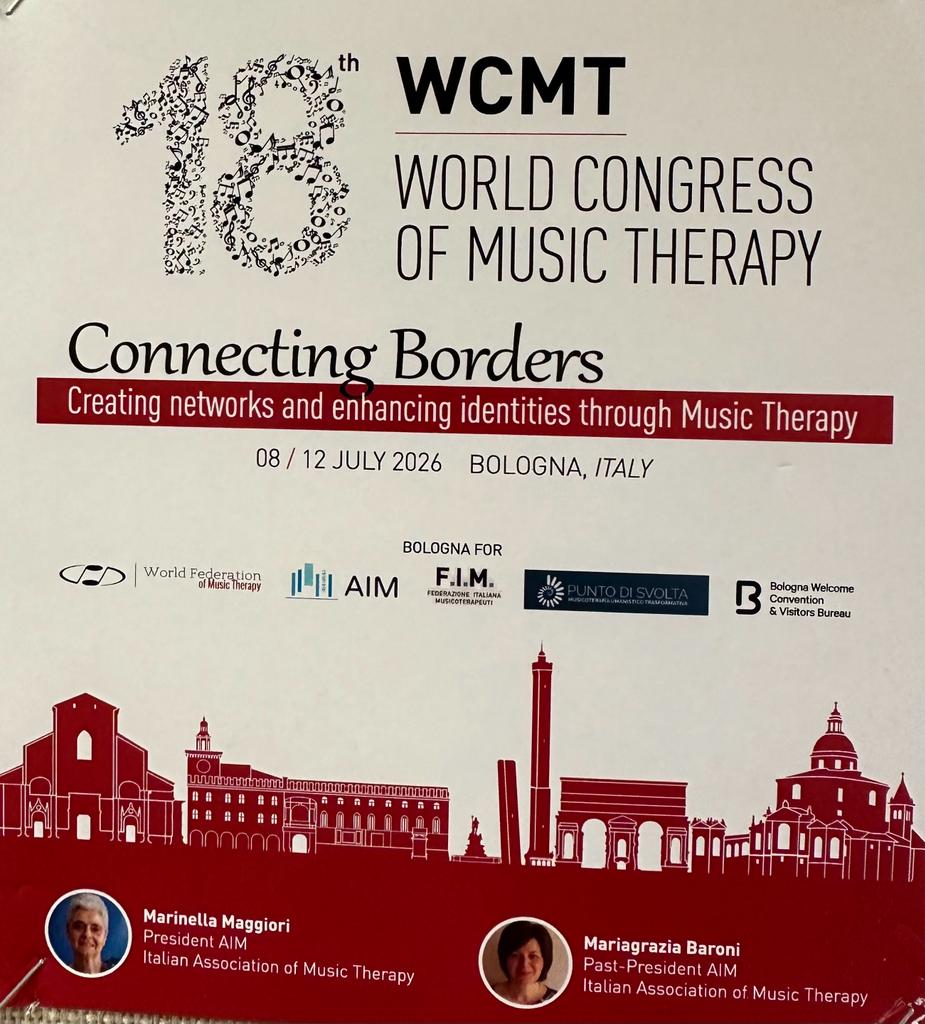 18th
WCMT
WORLD CONGRESS
OF MUSIC THERAPY
Connecting Borders
Creating networks and enhancing identities through Music Therapy
08 / 12 JULY 2026 BOLOGNA, ITALY
BOLOGNA FOR
World Federation
of Music Therapy
AIM
F.I.M.
FEDERAZIONE ITALIANA
MUSICOTERAPEUTI
PUNTO DI SVOLTA
MUSICOTERAPIA UMANISTICO TRASFORMATIVA
B
Bologna Welcome
Convention
& Visitors Bureau
Marinella Maggiori
President AIM
Italian Association of Music Therapy
Mariagrazia Baroni
Past-President AIM
Italian Association of Music Therapy